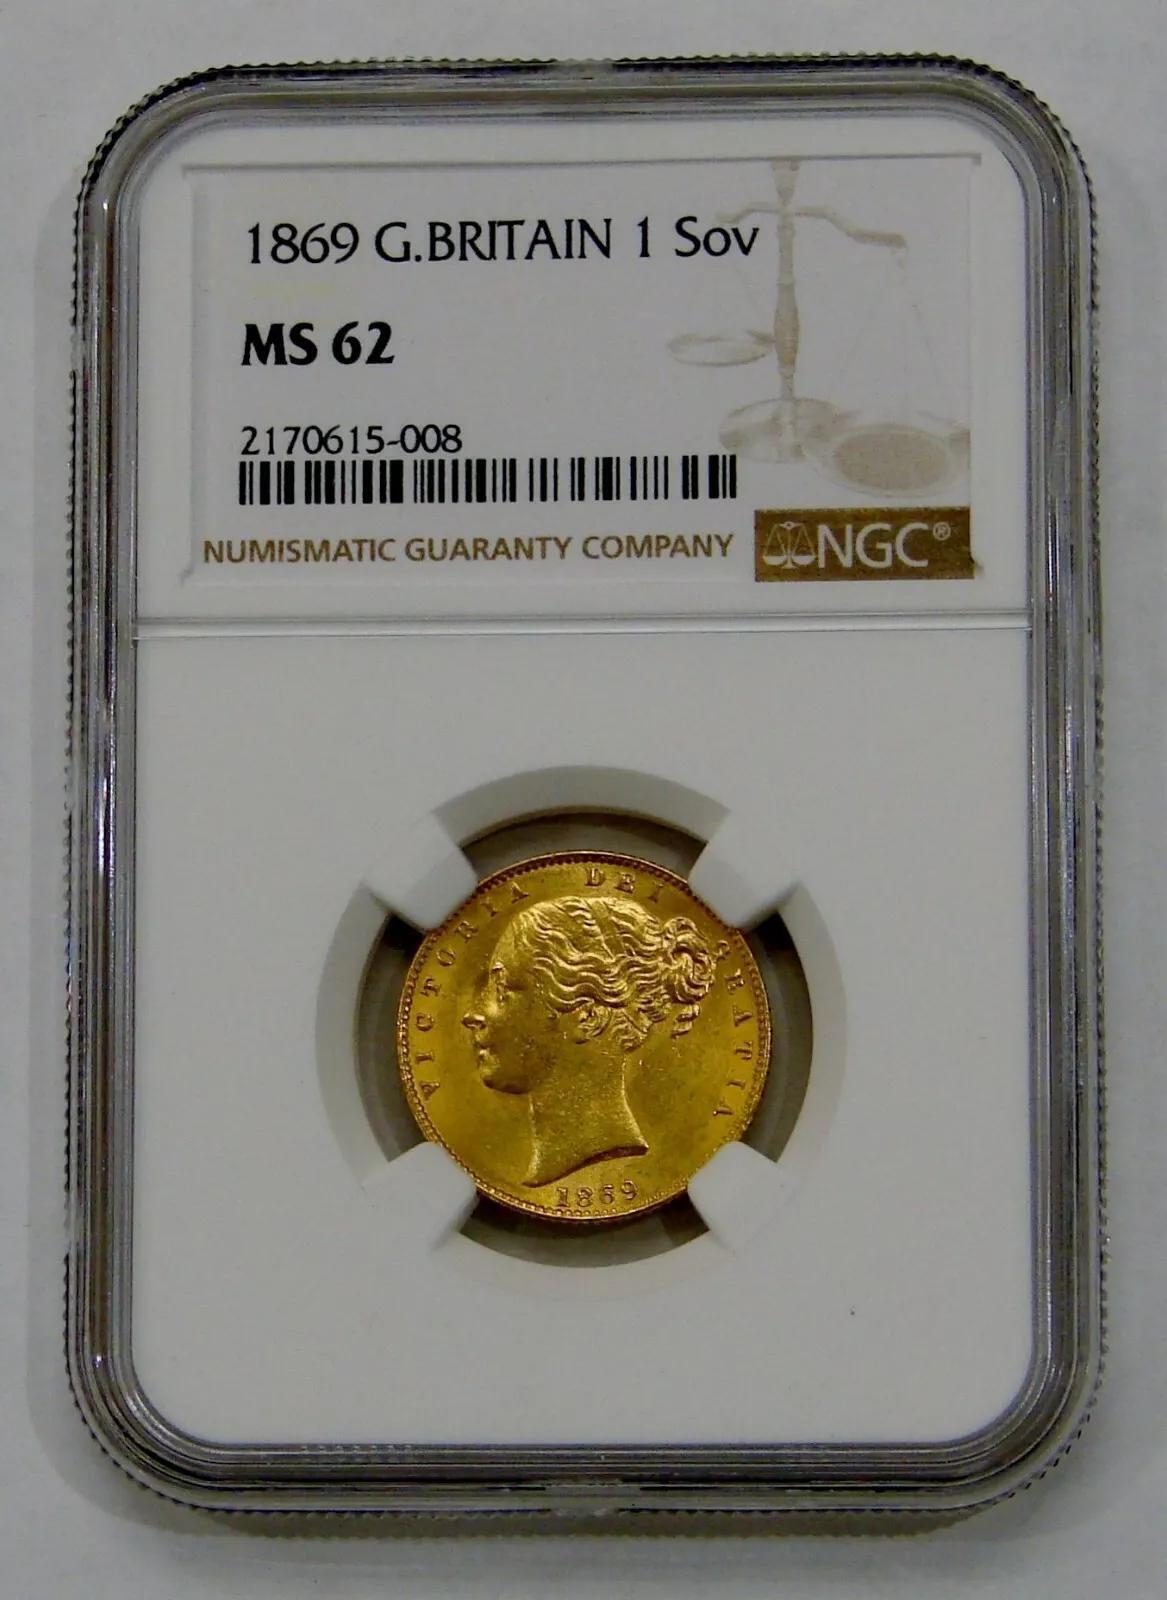 1869 G.BRITAIN 1 Sov
MS 62
2170615-008
NUMISMATIC GUARANTY COMPANY
NGC®
VICTORIA DEI GRATIA
1869